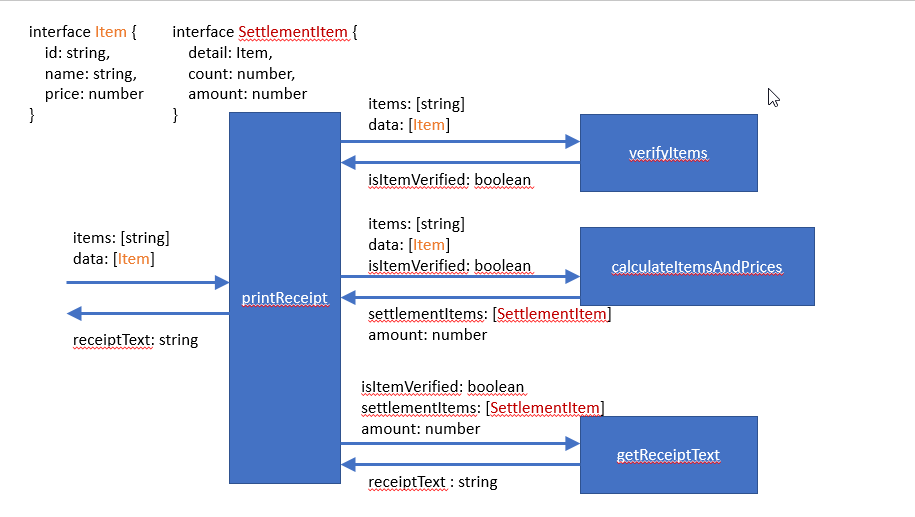 interface Item {
id: string,
name: string,
price: number
}
interface SettlementItem {
detail: Item,
count: number,
amount: number
}
items: [string]
data: [Item]
verifyItems
isItemVerified: boolean
items: [string]
data: [Item]
receiptText: string
printReceipt
items: [string]
data: [Item]
isItemVerified: boolean
calculateItemsAndPrices
settlementItems: [SettlementItem]
amount: number
isItemVerified: boolean
settlementItems: [SettlementItem]
amount: number
getReceiptText
receiptText : string